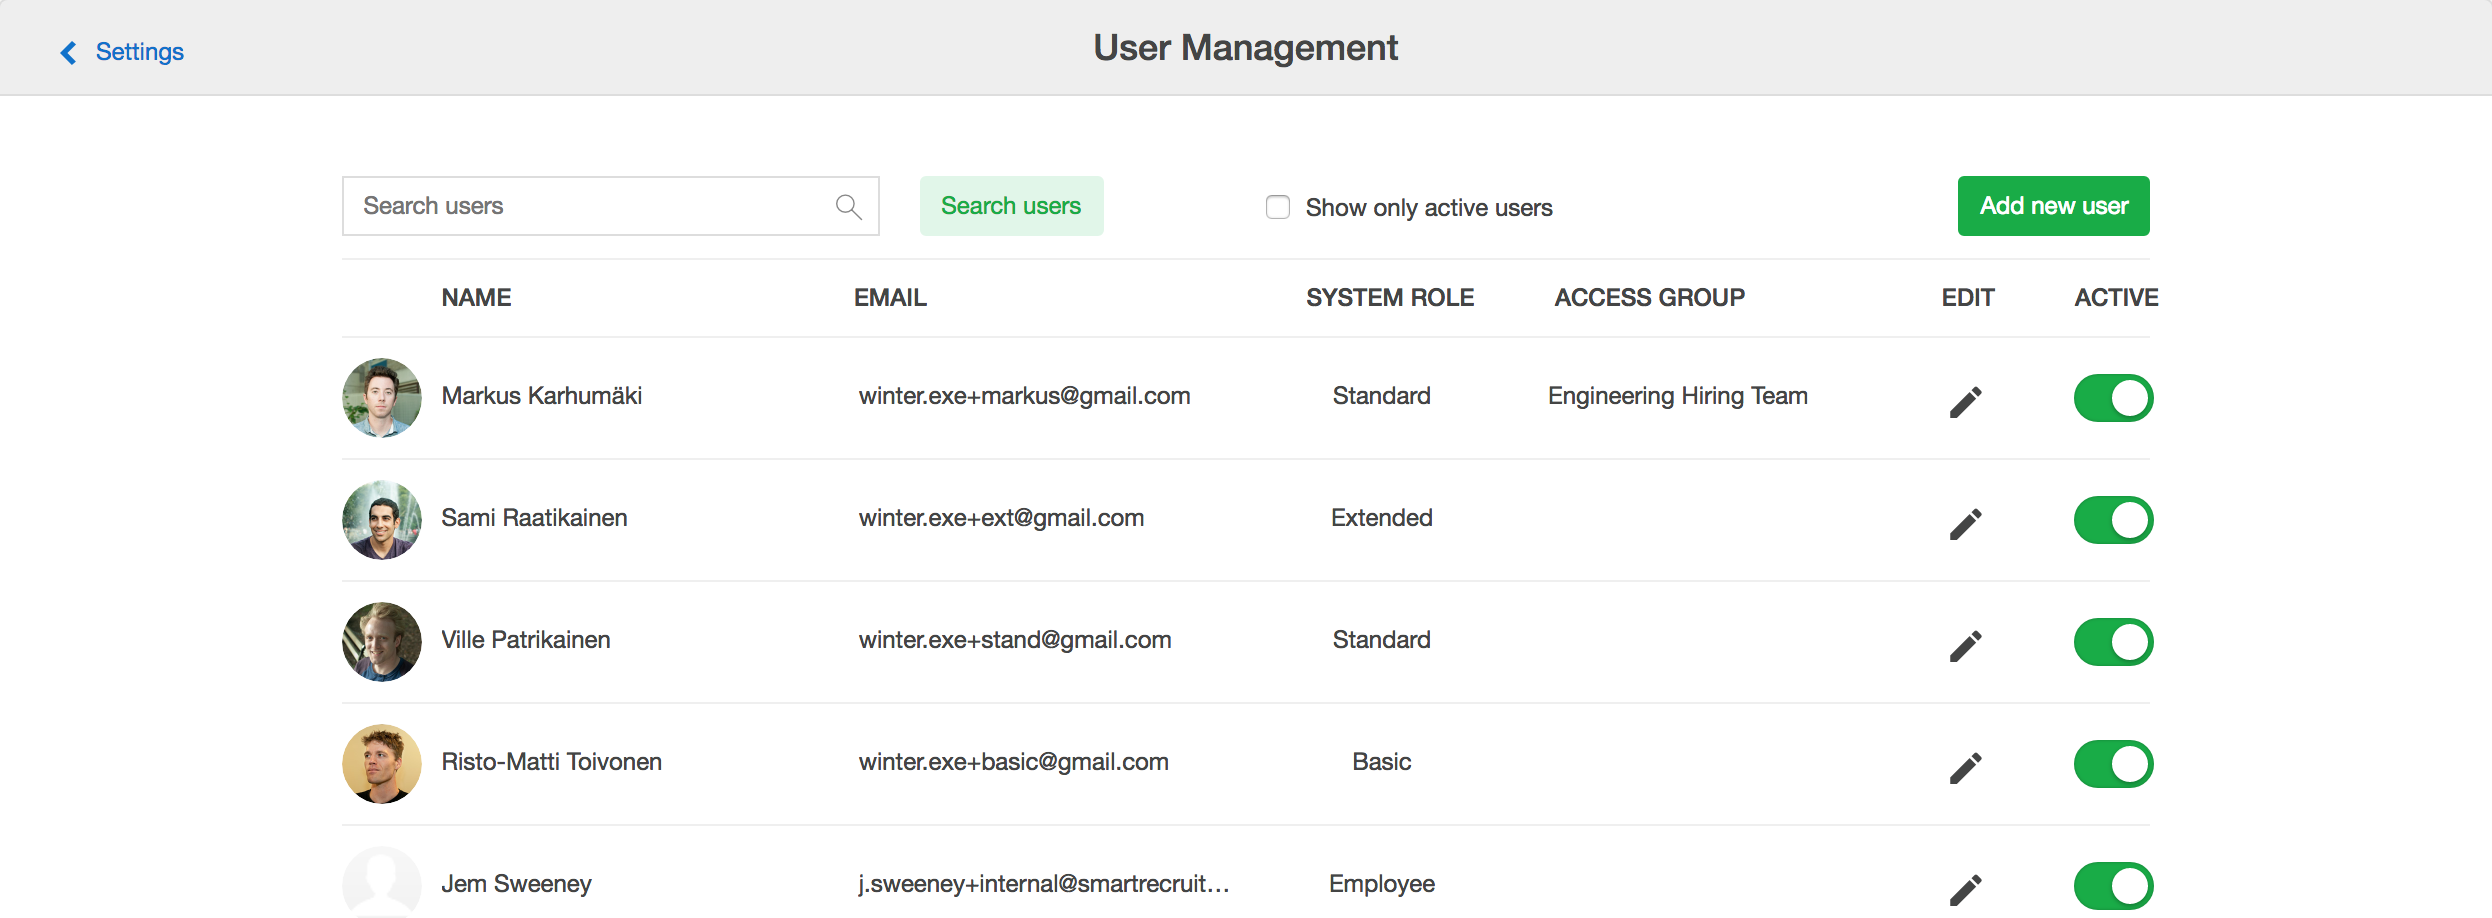 Settings
User Management
Search users
Search users
Show only active users
Add new user
NAME EMAIL SYSTEM ROLE ACCESS GROUP EDIT ACTIVE
Markus Karhumäki winter.exe+markus@gmail.com Standard Engineering Hiring Team
Sami Raatikainen winter.exe+ext@gmail.com Extended
Ville Patrikainen winter.exe+stand@gmail.com Standard
Risto-Matti Toivonen winter.exe+basic@gmail.com Basic
Jem Sweeney j.sweeney+internal@smartrecruit... Employee